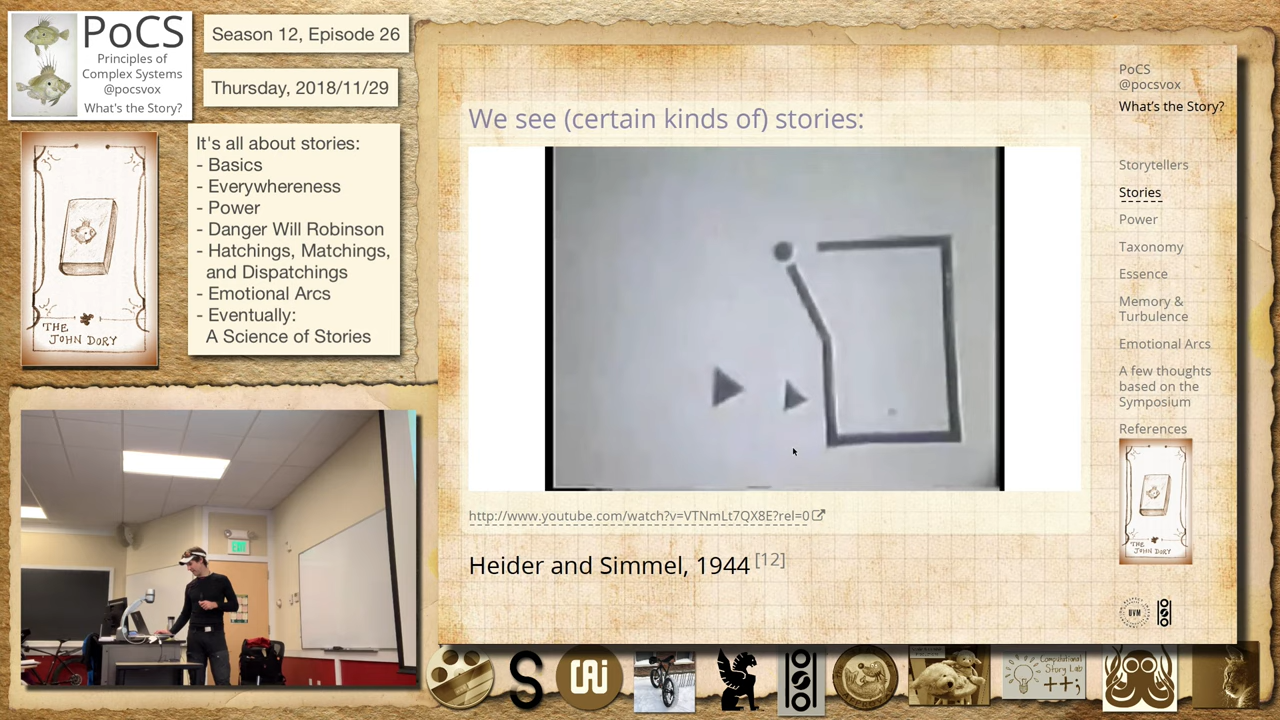 PoCS
Principles of
Complex Systems
@pocsvox
What's the Story?
Season 12, Episode 26
Thursday, 2018/11/29
It's all about stories:
- Basics
- Everywhereness
- Power
- Danger Will Robinson
- Hatchings, Matchings,
and Dispatchings
- Emotional Arcs
- Eventually:
A Science of Stories
THE
JOHN DORY
EXIT
We see (certain kinds of) stories:
http://www.youtube.com/watch?v=VTNmLt7QX8E?rel=0
Heider and Simmel, 1944 [12]
PoCS
@pocsvox
What's the Story?
Storytellers
Stories
Power
Taxonomy
Essence
Memory &
Turbulence
Emotional Arcs
A few thoughts
based on the
Symposium
References
THE
JOHN DORY
UVM
S
Computational
Story Lab
++;